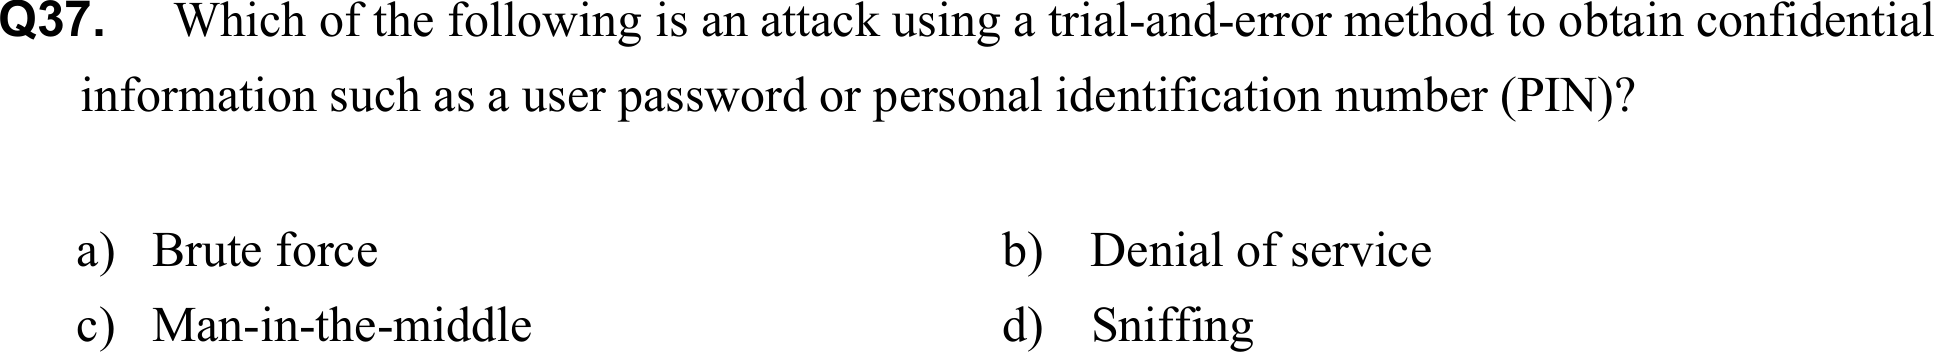 Q37. Which of the following is an attack using a trial-and-error method to obtain confidential
information such as a user password or personal identification number (PIN)?
a) Brute force b) Denial of service
c) Man-in-the-middle d) Sniffing